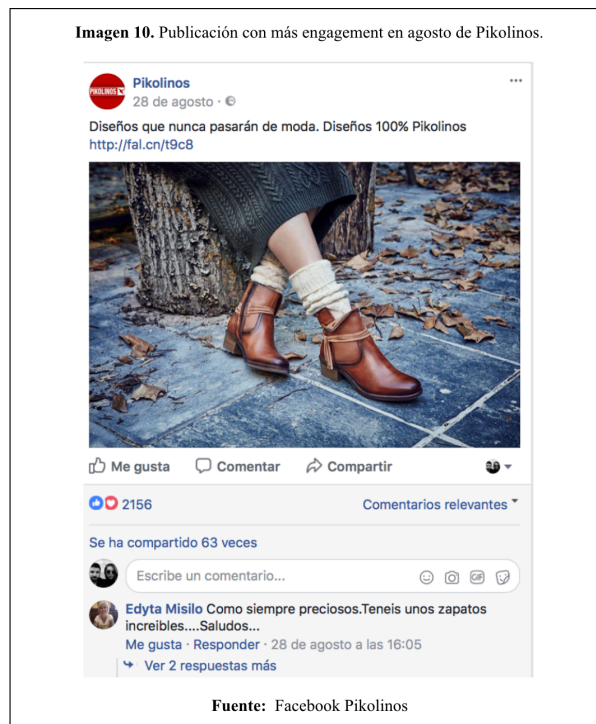 Imagen 10. Publicación con más engagement en agosto de Pikolinos.
PIKOLINOS
Pikolinos
28 de agosto ·
Diseños que nunca pasarán de moda. Diseños 100% Pikolinos
http://fal.cn/t9c8
Me gusta Comentar Compartir
2156 Comentarios relevantes
Se ha compartido 63 veces
Escribe un comentario... GIF
Edyta Misilo Como siempre preciosos.Teneis unos zapatos
increibles....Saludos...
Me gusta · Responder · 28 de agosto a las 16:05
Ver 2 respuestas más
Fuente: Facebook Pikolinos